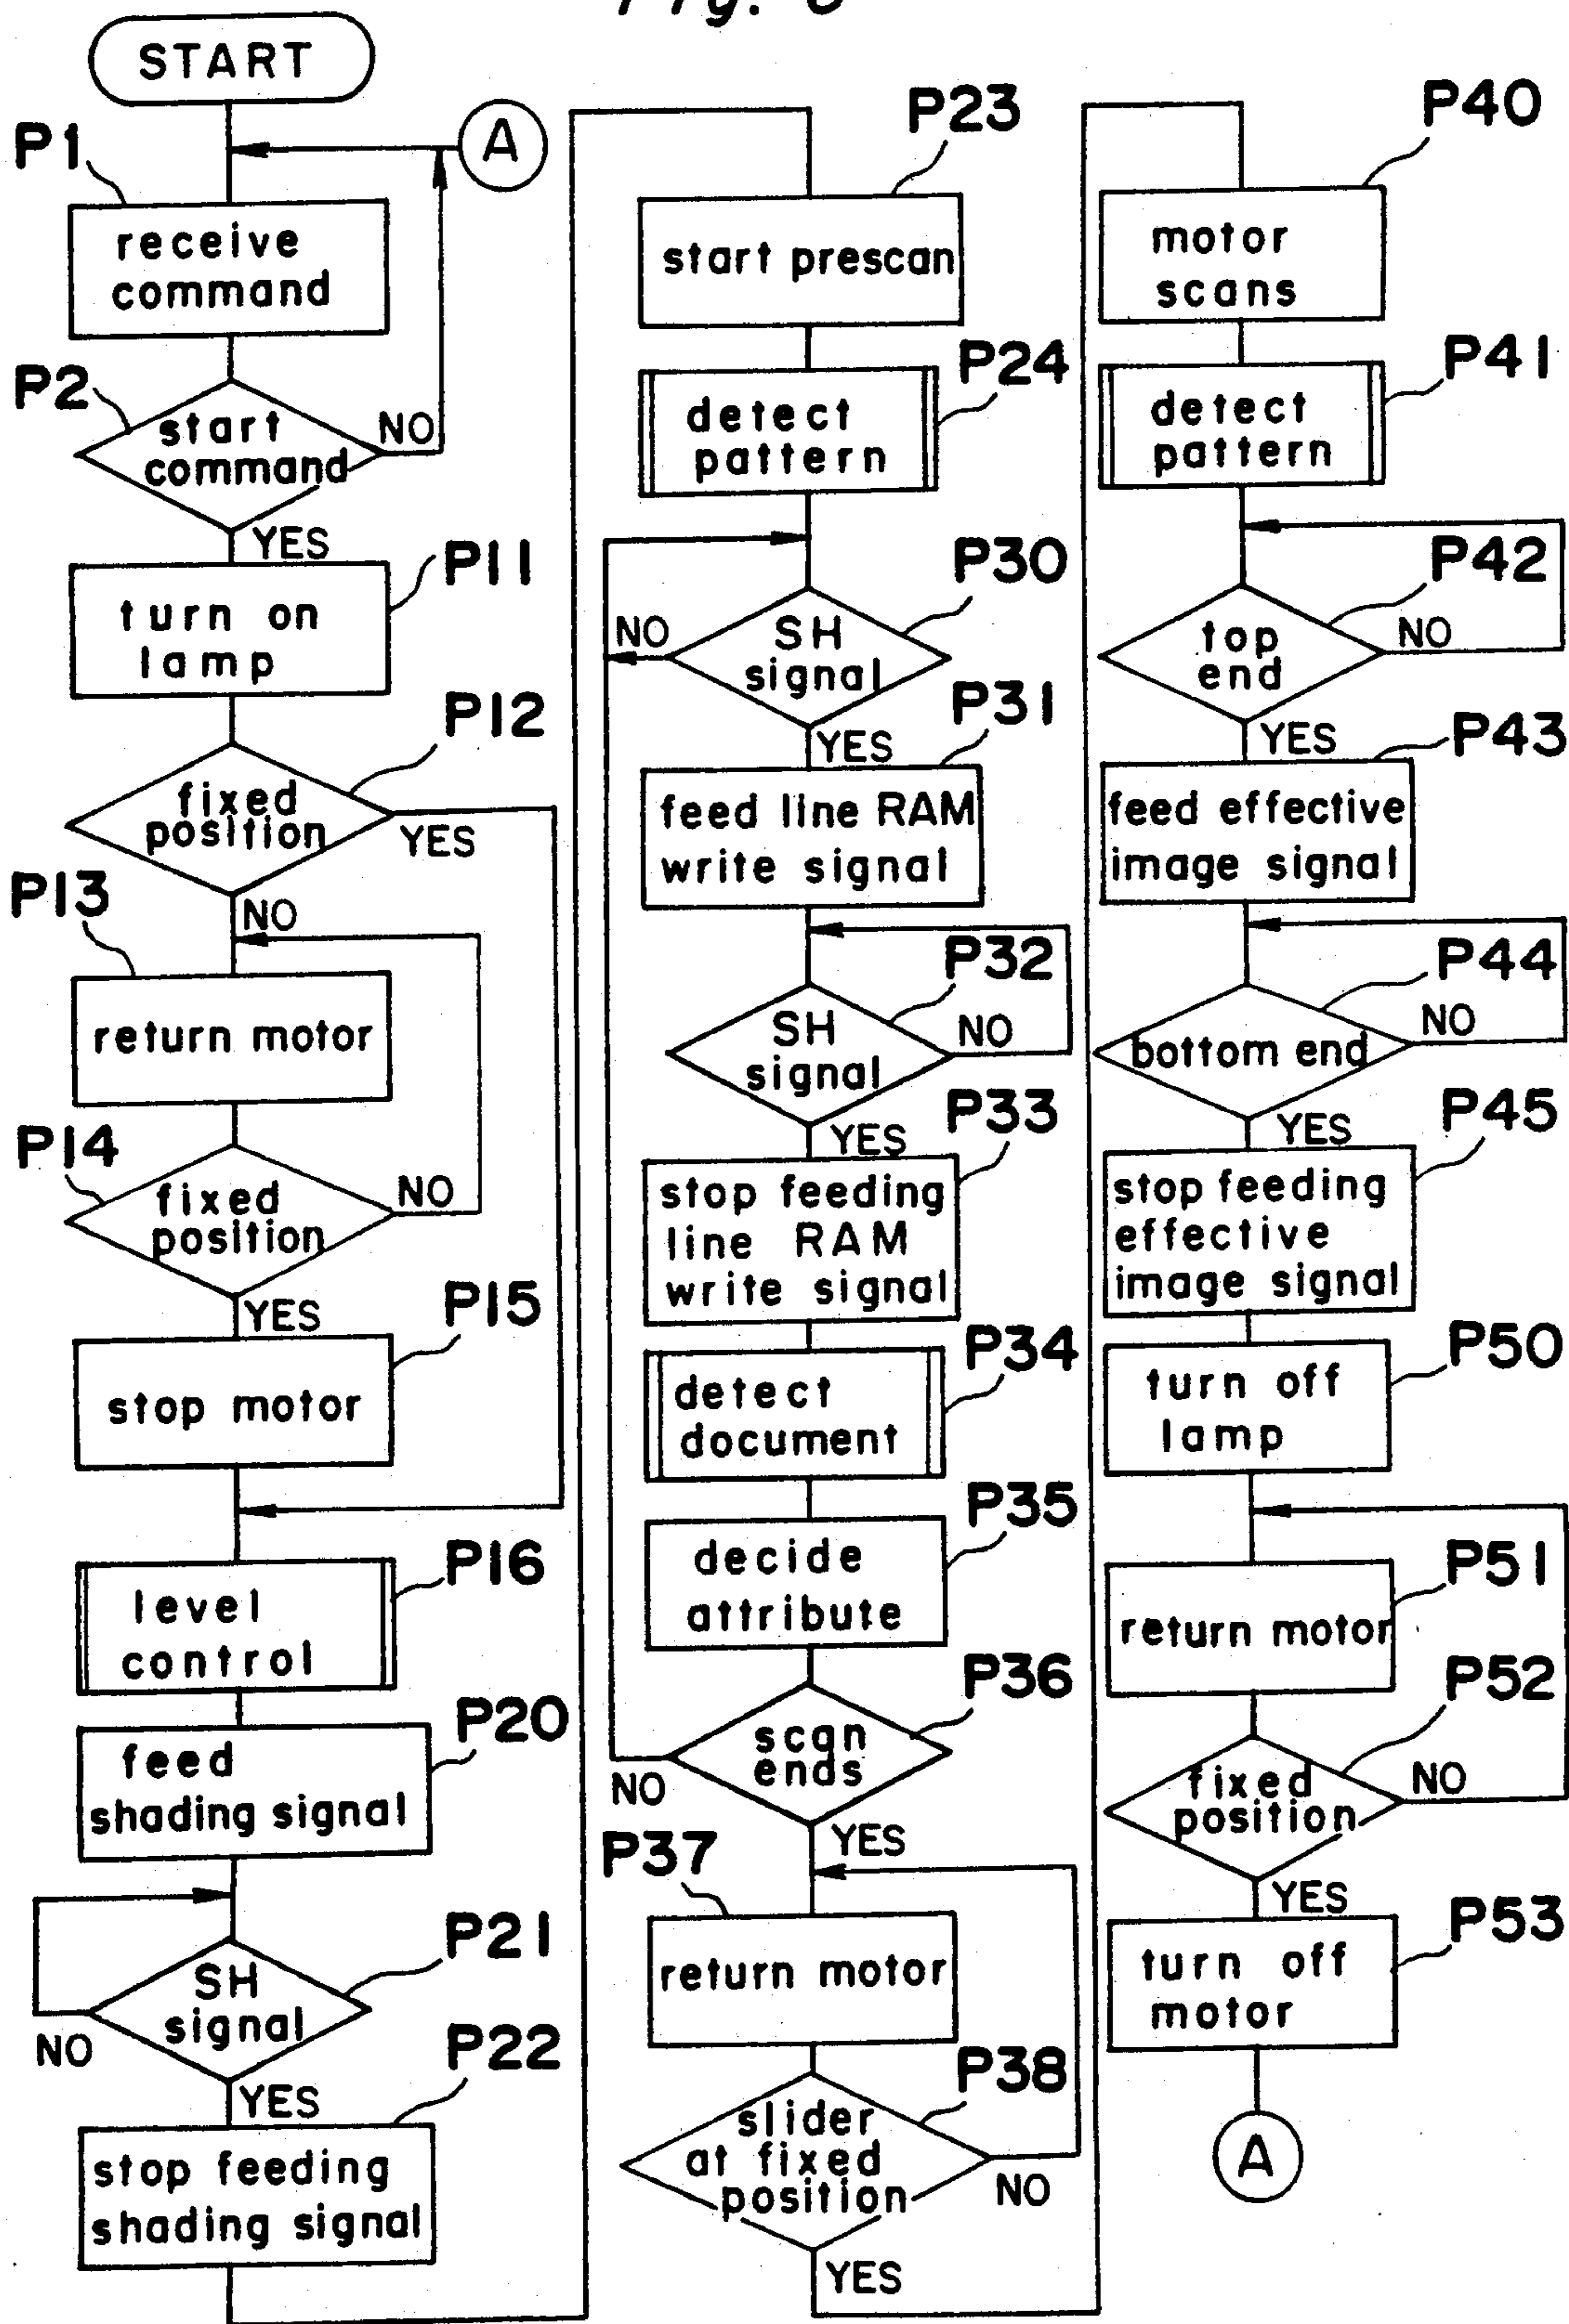 START
A
P1
receive
command
P2
start
command
NO
YES
P11
turn on
lamp
P12
fixed
position
YES
NO
P13
return motor
P14
fixed
position
NO
YES
P15
stop motor
P16
level
control
P20
feed
shading signal
P21
SH
signal
NO
YES
P22
stop feeding
shading signal
P23
start prescan
P24
detect
pattern
P30
SH
signal
NO
YES
P31
feed line RAM
write signal
P32
SH
signal
NO
YES
P33
stop feeding
line RAM
write signal
P34
detect
document
P35
decide
attribute
P36
scan
ends
NO
YES
P37
return motor
P38
slider
at fixed
position
NO
YES
P40
motor
scans
P41
detect
pattern
P42
top
end
NO
YES
P43
feed effective
image signal
P44
bottom end
NO
YES
P45
stop feeding
effective
image signal
P50
turn off
lamp
P51
return motor
P52
fixed
position
NO
YES
P53
turn off
motor
A